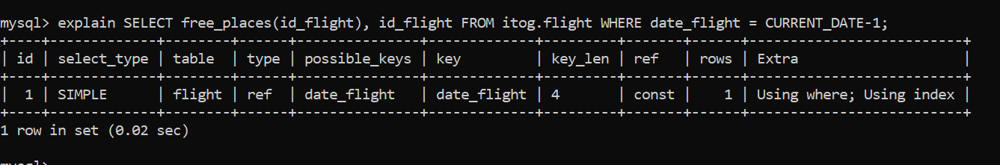 mysql> explain SELECT free_places(id_flight), id_flight FROM itog.flight WHERE date_flight = CURRENT_DATE-1;
+----+-------------+--------+------+---------------+-------------+---------+-------+------+--------------------------+
| id | select_type | table  | type | possible_keys | key         | key_len | ref   | rows | Extra                    |
+----+-------------+--------+------+---------------+-------------+---------+-------+------+--------------------------+
|  1 | SIMPLE      | flight | ref  | date_flight   | date_flight | 4       | const |    1 | Using where; Using index |
+----+-------------+--------+------+---------------+-------------+---------+-------+------+--------------------------+
1 row in set (0.02 sec)
mysql>